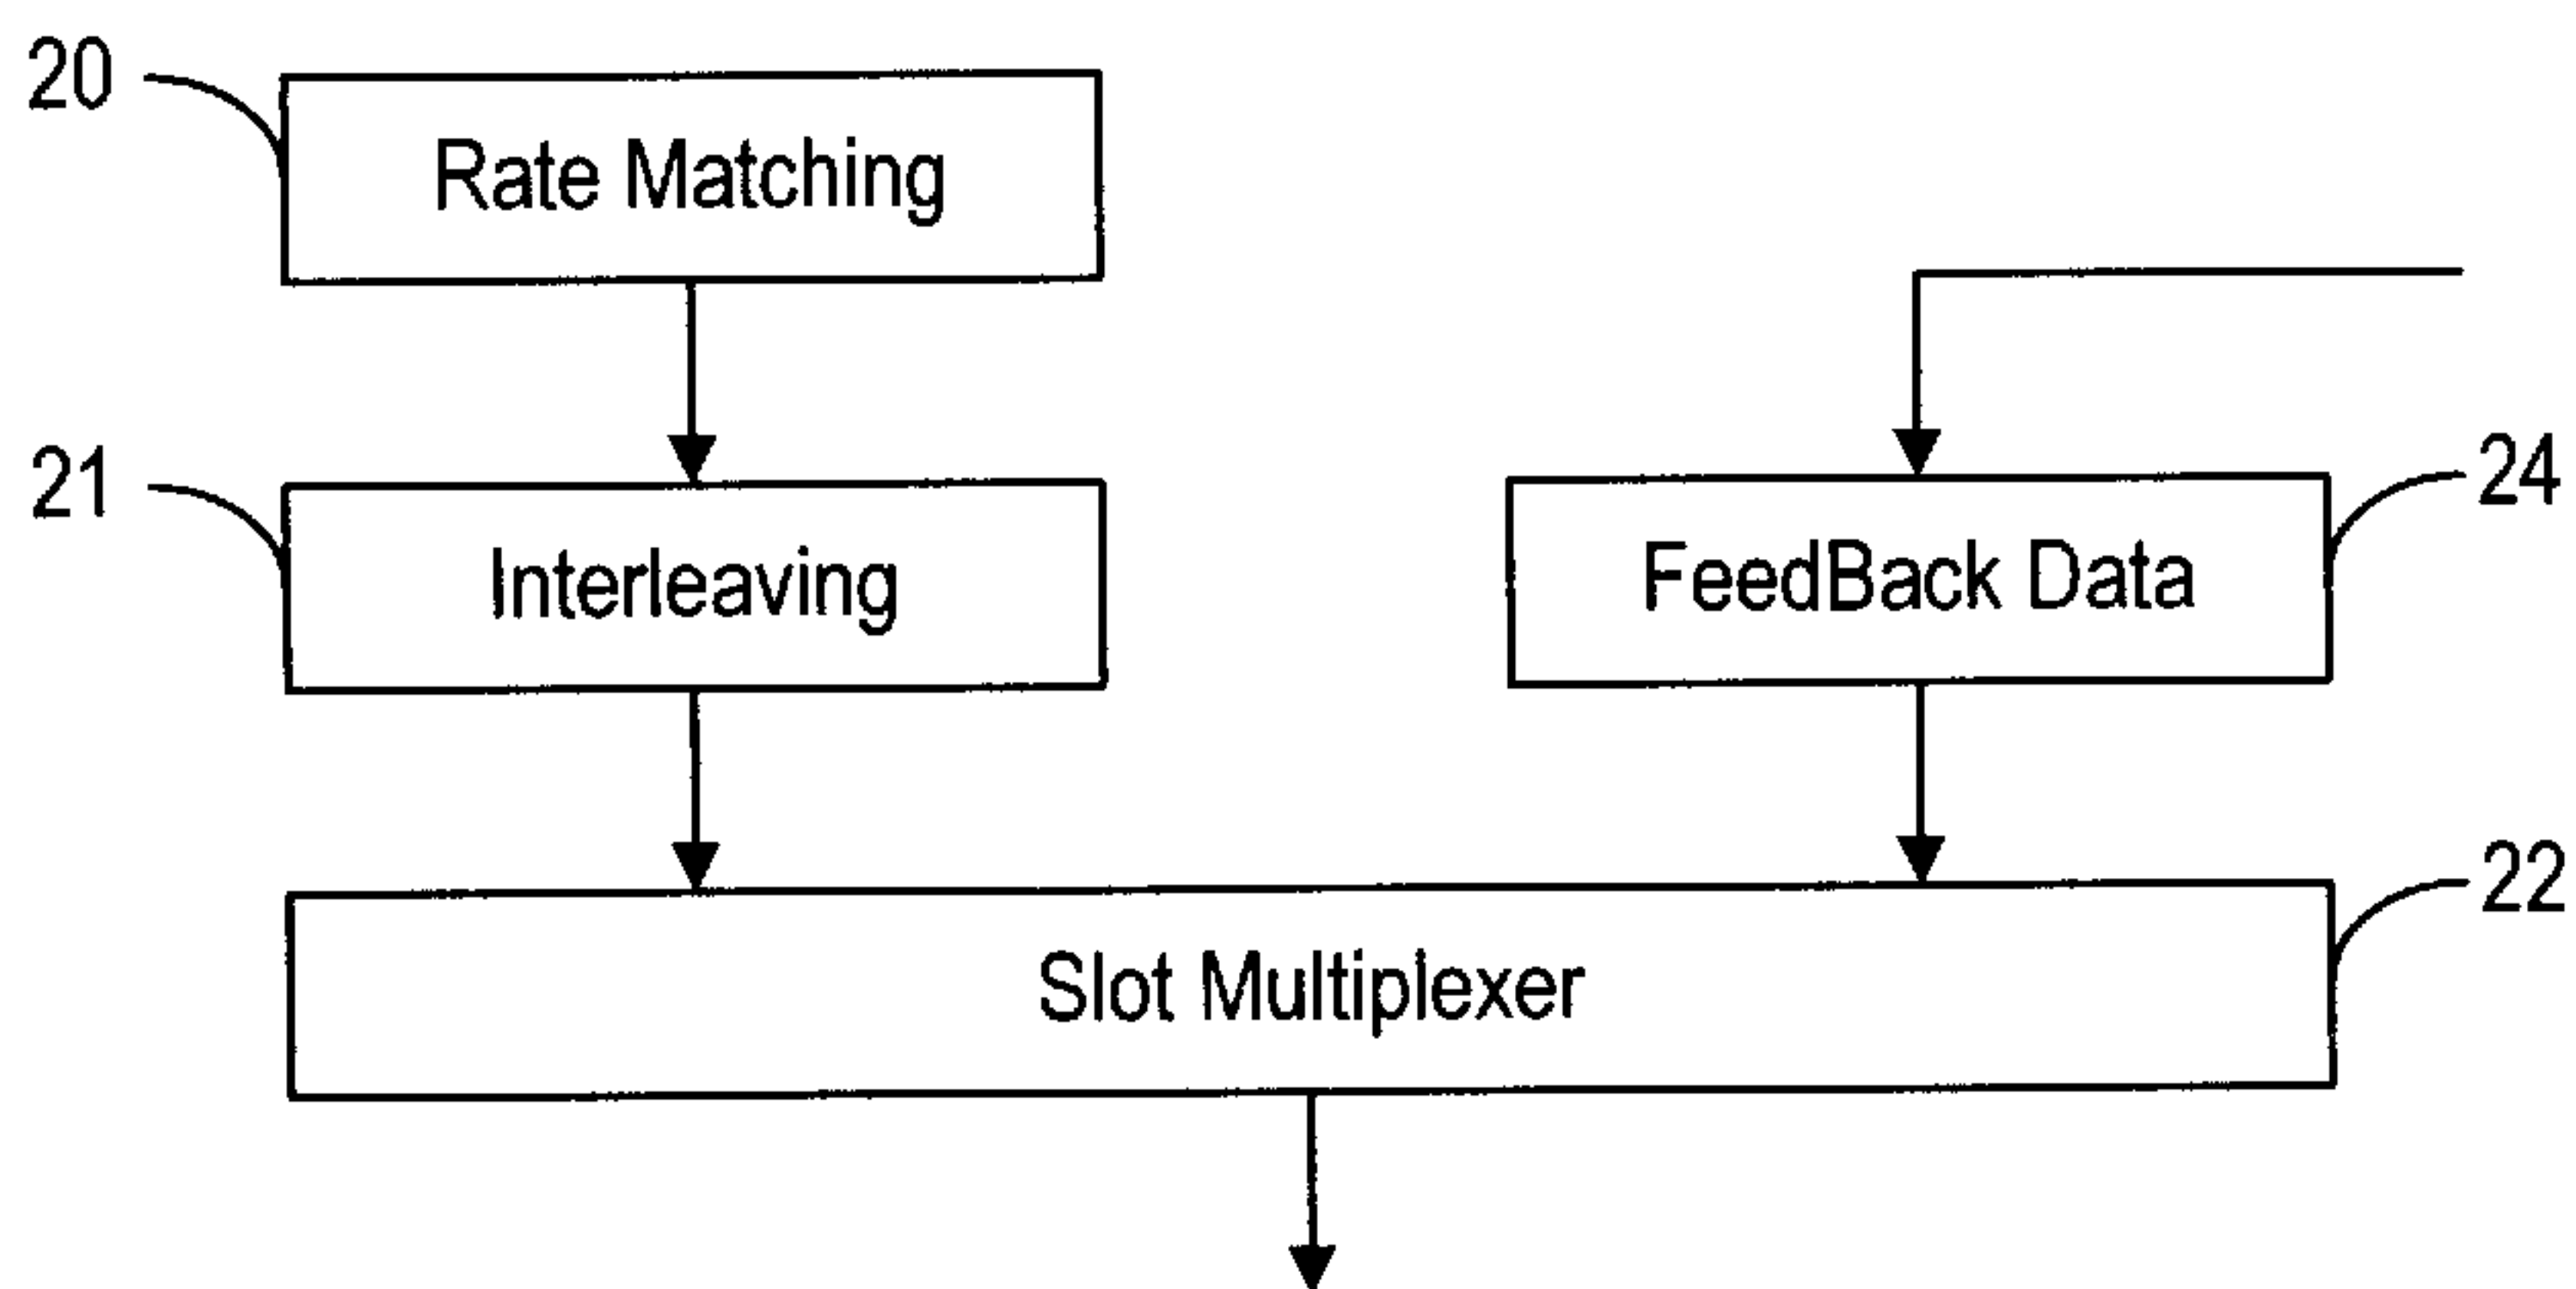 20
Rate Matching
21
Interleaving
FeedBack Data
24
Slot Multiplexer
22